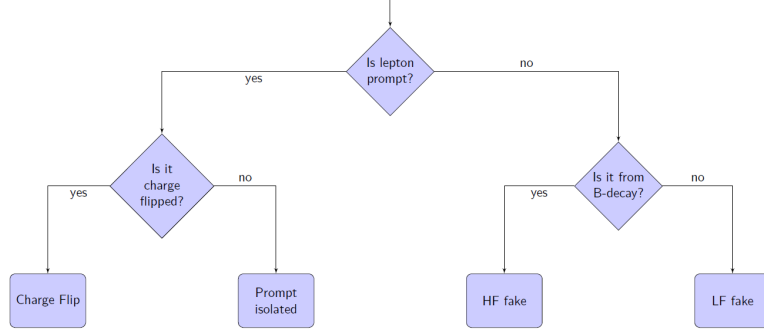 Is lepton
prompt?
yes
no
Is it
charge
flipped?
Is it from
B-decay?
yes
no
yes
no
Charge Flip
Prompt
isolated
HF fake
LF fake